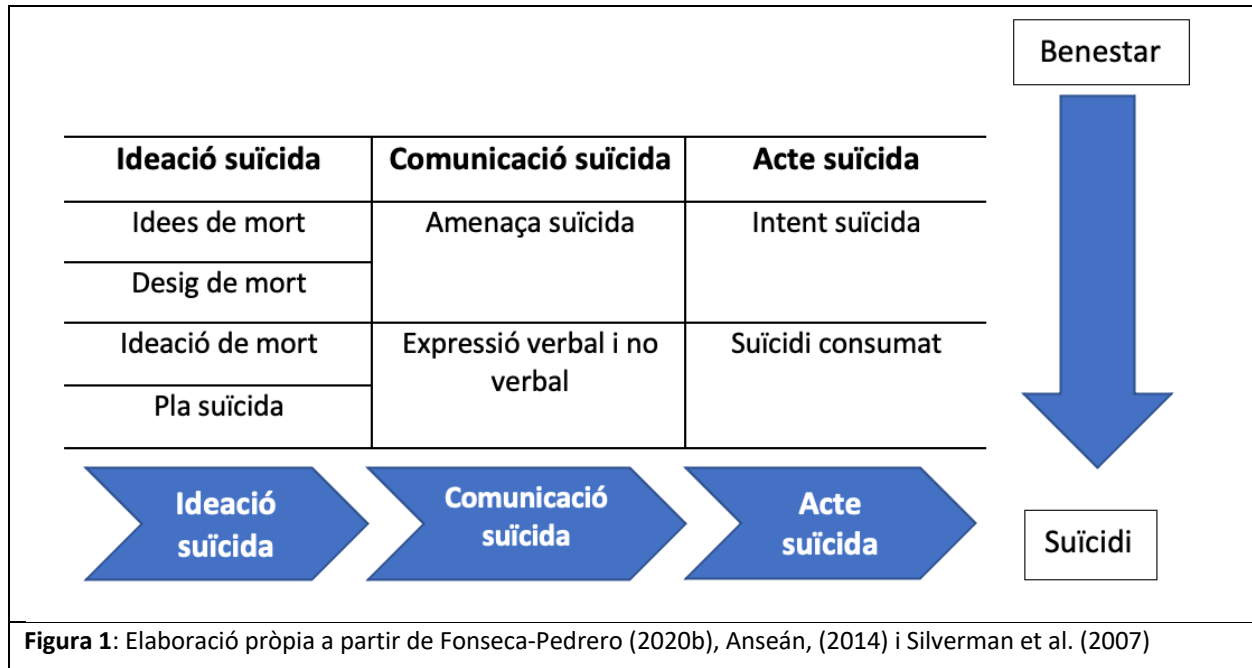 Benestar
Ideació suïcida Comunicació suïcida Acte suïcida
Idees de mort Amenaça suïcida Intent suïcida
Desig de mort
Ideació de mort Expressió verbal i no Suïcidi consumat
verbal
Pla suïcida
Ideació
suïcida
Comunicació
suïcida
Acte
suïcida
Suïcidi
Figura 1: Elaboració pròpia a partir de Fonseca-Pedrero (2020b), Anseán, (2014) i Silverman et al. (2007)